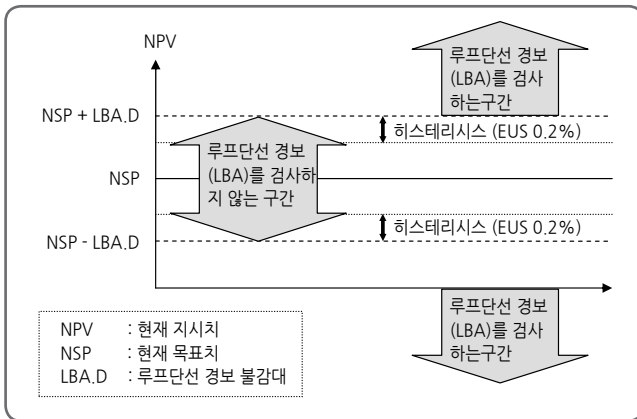 NPV
루프단선 경보
(LBA)를 검사
하는구간
NSP + LBA.D
히스테리시스 (EUS 0.2%)
루프단선 경보
(LBA)를 검사하
지 않는 구간
NSP
히스테리시스 (EUS 0.2%)
NSP - LBA.D
루프단선 경보
(LBA)를 검사
하는구간
NPV : 현재 지시치
NSP : 현재 목표치
LBA.D : 루프단선 경보 불감대